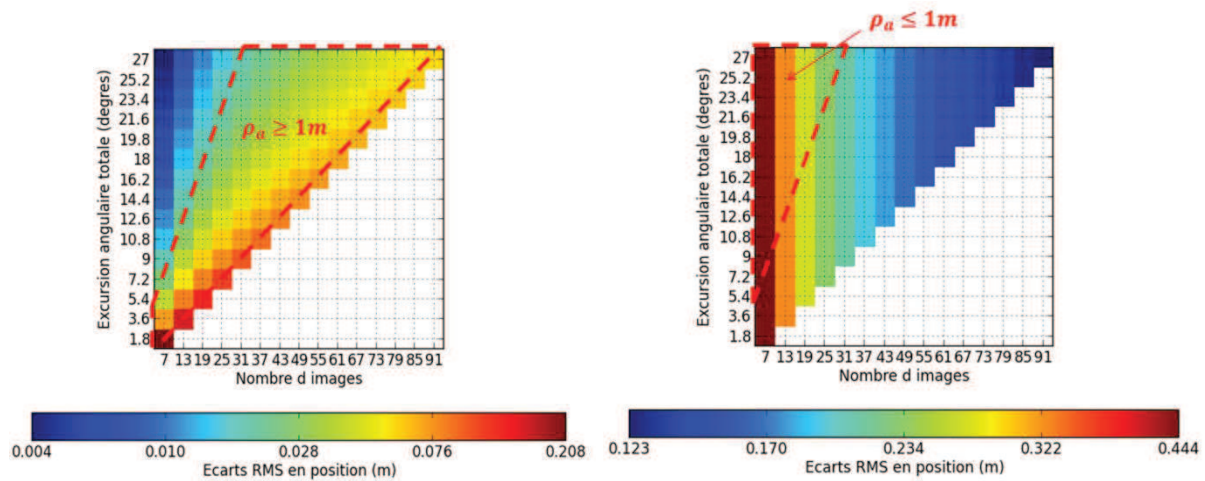 ρₐ ≤ 1m
27
25.2
23.4
21.6
19.8
18
16.2
14.4
12.6
10.8
9
7.2
5.4
3.6
1.8
Excursion angulaire totale (degres)
ρₐ ≥ 1m
7 13 19 25 31 37 43 49 55 61 67 73 79 85 91
Nombre d images
0.004 0.010 0.028 0.076 0.208
Ecarts RMS en position (m)
27
25.2
23.4
21.6
19.8
18
16.2
14.4
12.6
10.8
9
7.2
5.4
3.6
1.8
Excursion angulaire totale (degres)
7 13 19 25 31 37 43 49 55 61 67 73 79 85 91
Nombre d images
0.123 0.170 0.234 0.322 0.444
Ecarts RMS en position (m)